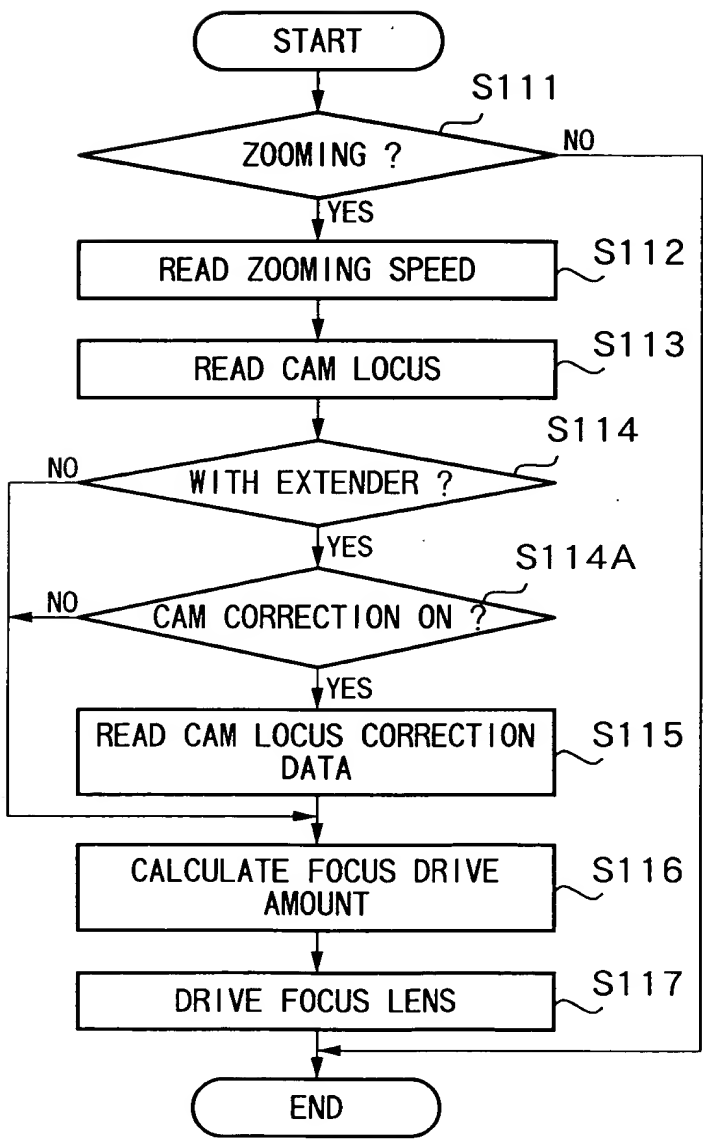 START
S111
ZOOMING ?
NO
YES
READ ZOOMING SPEED
S112
READ CAM LOCUS
S113
S114
NO
WITH EXTENDER ?
YES
S114A
NO
CAM CORRECTION ON ?
YES
READ CAM LOCUS CORRECTION
DATA
S115
CALCULATE FOCUS DRIVE
AMOUNT
S116
DRIVE FOCUS LENS
S117
END